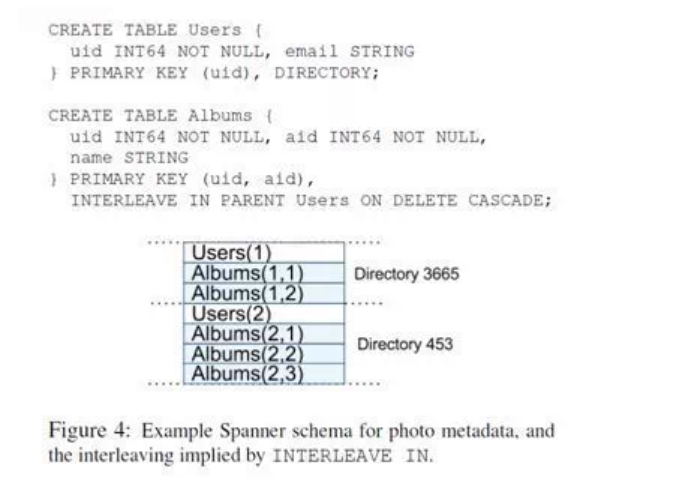 CREATE TABLE Users {
uid INT64 NOT NULL, email STRING
} PRIMARY KEY (uid), DIRECTORY;
CREATE TABLE Albums {
uid INT64 NOT NULL, aid INT64 NOT NULL,
name STRING
} PRIMARY KEY (uid, aid),
INTERLEAVE IN PARENT Users ON DELETE CASCADE;
Users(1)
Albums(1,1)
Albums(1,2)
Directory 3665
Users(2)
Albums(2,1)
Albums(2,2)
Albums(2,3)
Directory 453
Figure 4: Example Spanner schema for photo metadata, and
the interleaving implied by INTERLEAVE IN.